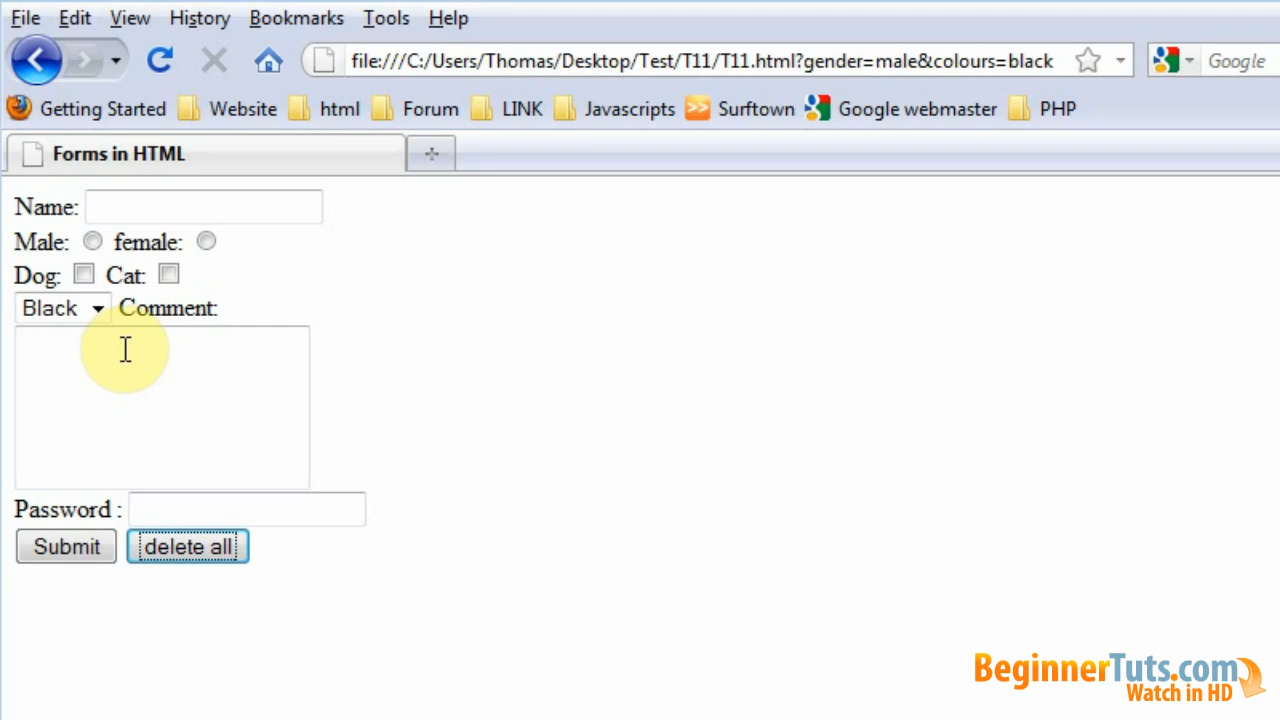 File Edit View History Bookmarks Tools Help
file:///C:/Users/Thomas/Desktop/Test/T11/T11.html?gender=male&colours=black Google
Getting Started Website html Forum LINK Javascripts Surftown Google webmaster PHP
Forms in HTML
Name:
Male: female:
Dog: Cat:
Black Comment:
Password :
Submit delete all
BeginnerTuts.com
Watch in HD